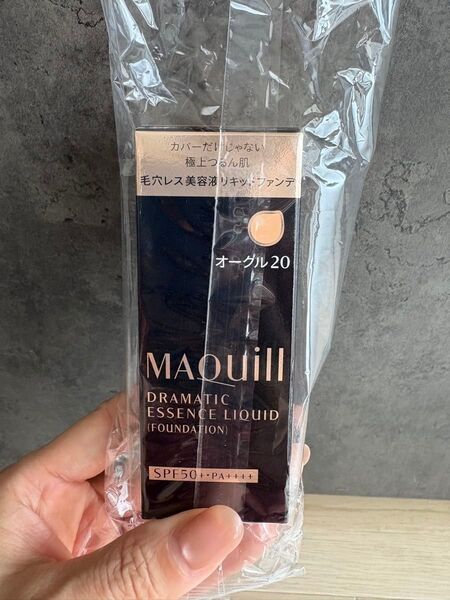 カバーだけじゃない
極上つるん肌
毛穴レス美容液リキッドファンデ
オークル20
MAQuill
DRAMATIC
ESSENCE LIQUID
(FOUNDATION)
SPF50+・PA++++